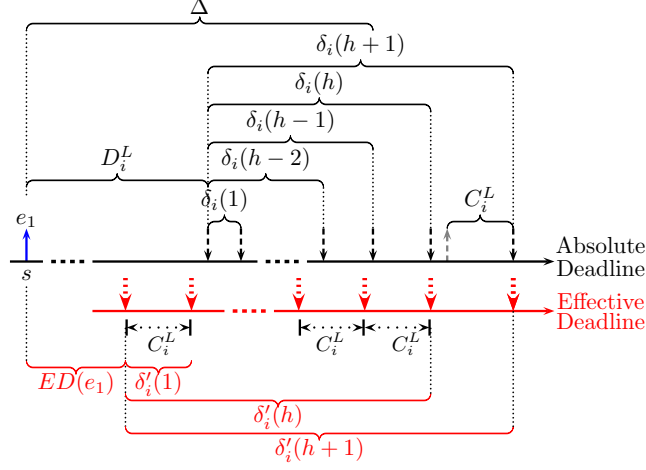 Δ
δ_i(h + 1)
δ_i(h)
δ_i(h − 1)
D_i^L
δ_i(h−2)
δ_i(1)
C_i^L
e_1
s
Absolute
Deadline
Effective
Deadline
C_i^L
C_i^L
C_i^L
ED(e_1)
δ'_i(1)
δ'_i(h)
δ'_i(h + 1)